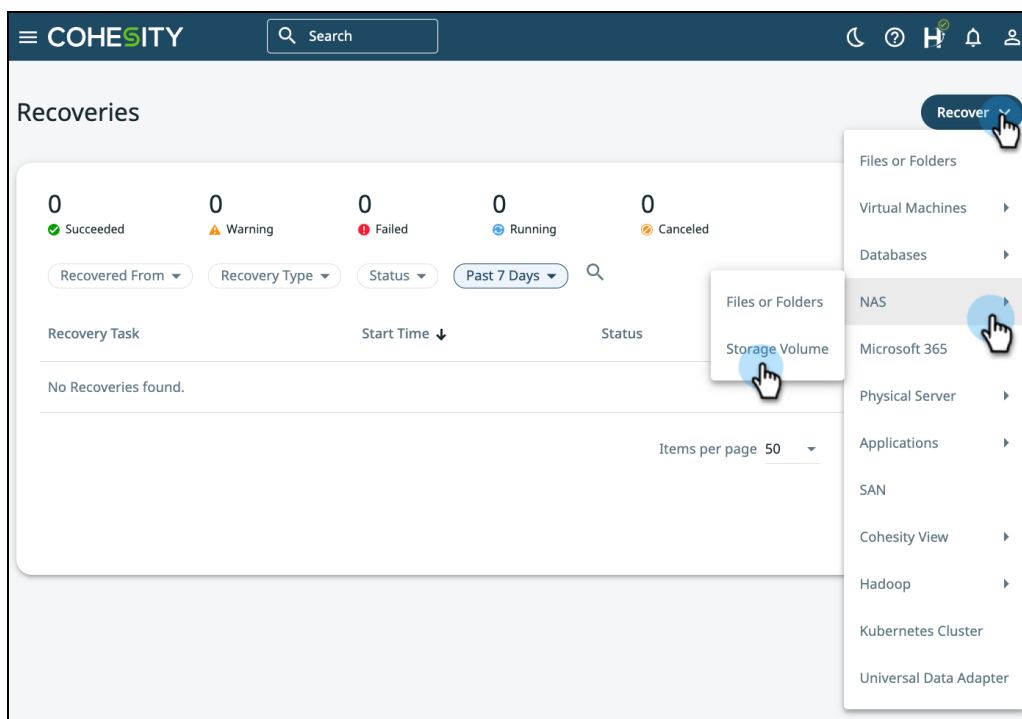 COHESITY
Search
H
Recoveries
Recover
0
Succeeded
0
Warning
0
Failed
0
Running
0
Canceled
Recovered From
Recovery Type
Status
Past 7 Days
Recovery Task
Start Time
Status
No Recoveries found.
Items per page 50
Files or Folders
Storage Volume
Files or Folders
Virtual Machines
Databases
NAS
Microsoft 365
Physical Server
Applications
SAN
Cohesity View
Hadoop
Kubernetes Cluster
Universal Data Adapter